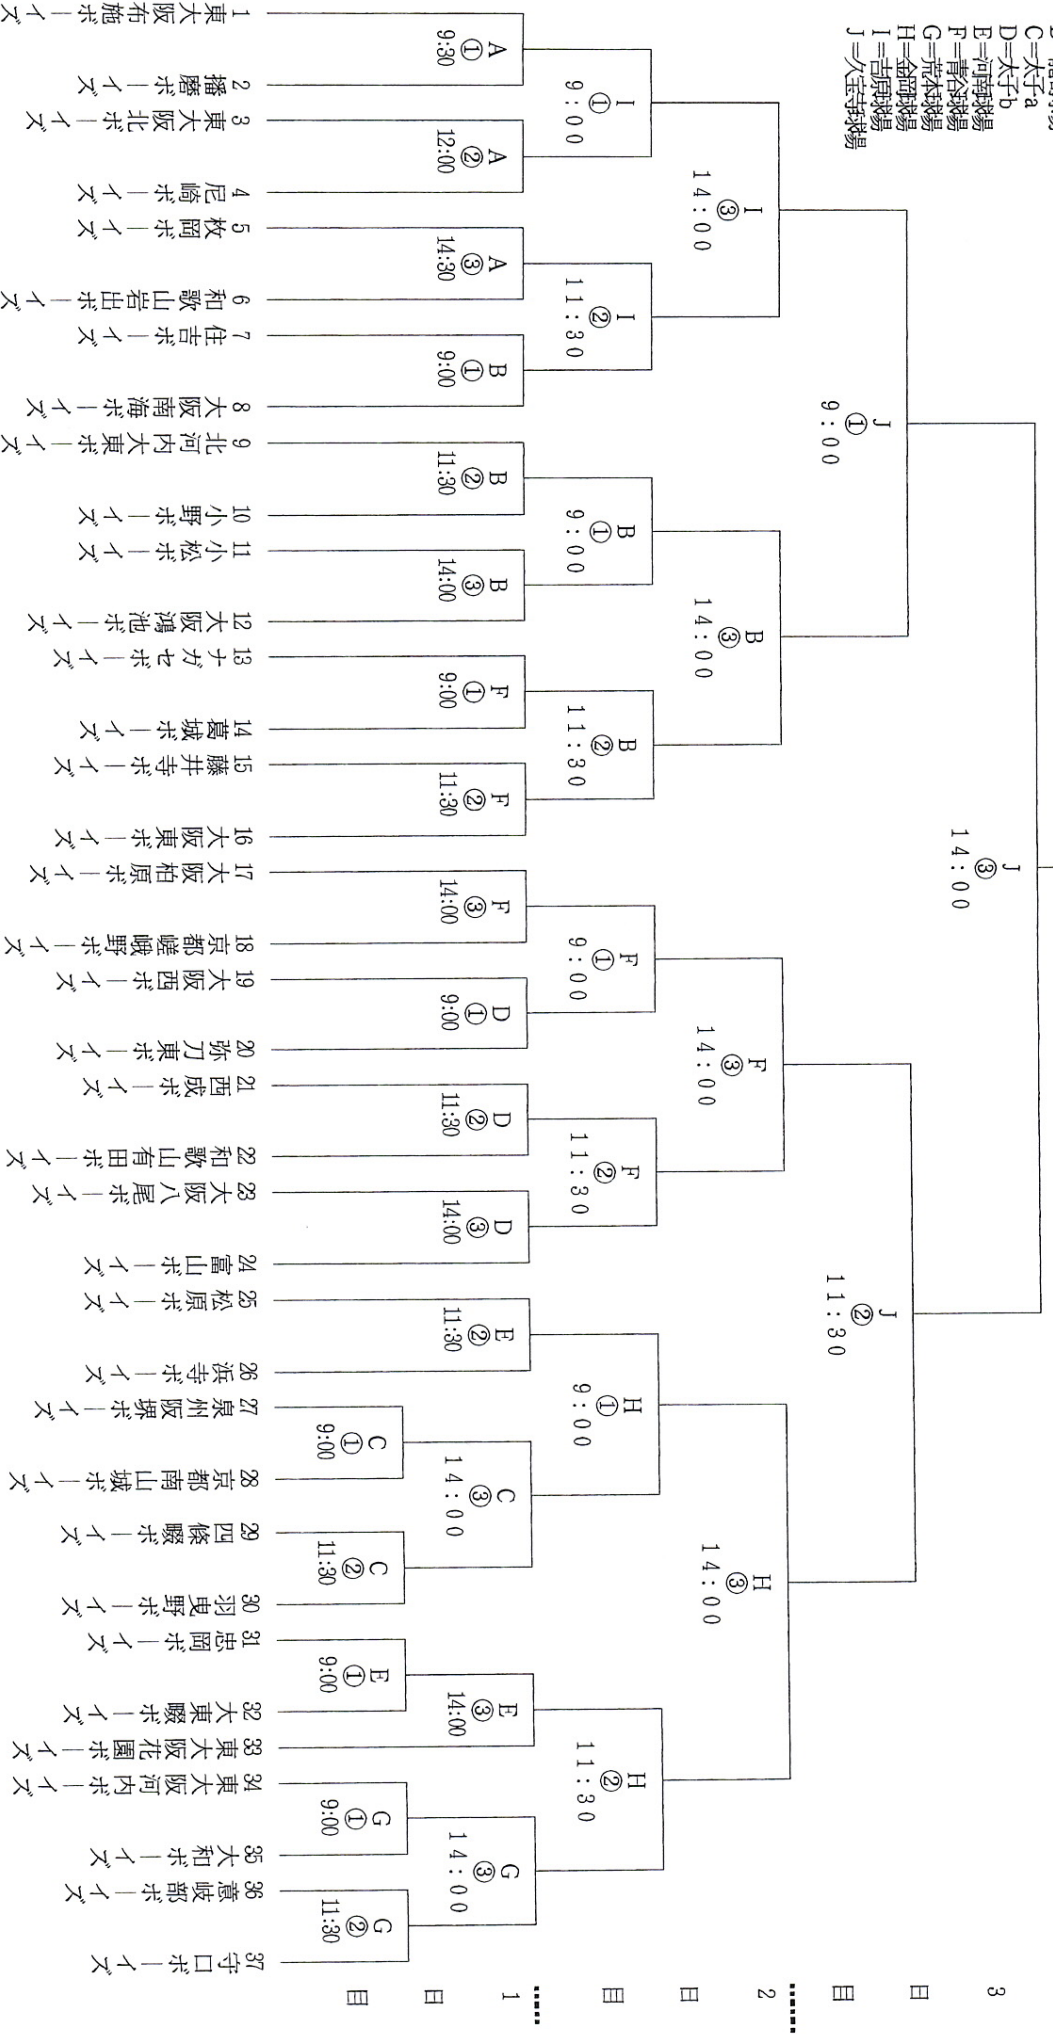 C=太子a
D=太子b
E=河南球場
F=青谷球場
G=荒本球場
H=金岡球場
I=吉原球場
J=久宝寺球場
J ③ 14:00
J ① 9:00
J ② 11:30
I ③ 14:00
B ③ 14:00
F ③ 14:00
H ③ 14:00
I ① 9:00
I ② 11:30
B ① 9:00
B ② 11:30
F ① 9:00
F ② 11:30
H ① 9:00
H ② 11:30
A ① 9:30
A ② 12:00
A ③ 14:30
B ① 9:00
B ② 11:30
B ③ 14:00
F ① 9:00
F ② 11:30
F ③ 14:00
D ① 9:00
D ② 11:30
D ③ 14:00
E ② 11:30
C ③ 14:00
E ③ 14:00
G ③ 14:00
C ① 9:00
C ② 11:30
E ① 9:00
G ① 9:00
G ② 11:30
1 東大阪布施ボーイズ
2 播磨ボーイズ
3 東大阪北ボーイズ
4 尼崎ボーイズ
5 枚岡ボーイズ
6 和歌山岩出ボーイズ
7 住吉ボーイズ
8 大阪南海ボーイズ
9 北河内大東ボーイズ
10 小野ボーイズ
11 小松ボーイズ
12 大阪鴻池ボーイズ
13 ナガセボーイズ
14 葛城ボーイズ
15 藤井寺ボーイズ
16 大阪東ボーイズ
17 大阪柏原ボーイズ
18 京都嵯峨野ボーイズ
19 大阪西ボーイズ
20 弥刀東ボーイズ
21 西成ボーイズ
22 和歌山有田ボーイズ
23 大阪八尾ボーイズ
24 富山ボーイズ
25 松原ボーイズ
26 浜寺ボーイズ
27 泉州阪堺ボーイズ
28 京都南山城ボーイズ
29 四條畷ボーイズ
30 羽曳野ボーイズ
31 忠岡ボーイズ
32 大東畷ボーイズ
33 東大阪花園ボーイズ
34 東大阪河内ボーイズ
35 大和ボーイズ
36 意岐部ボーイズ
37 守口ボーイズ
3日目
2日目
1日目